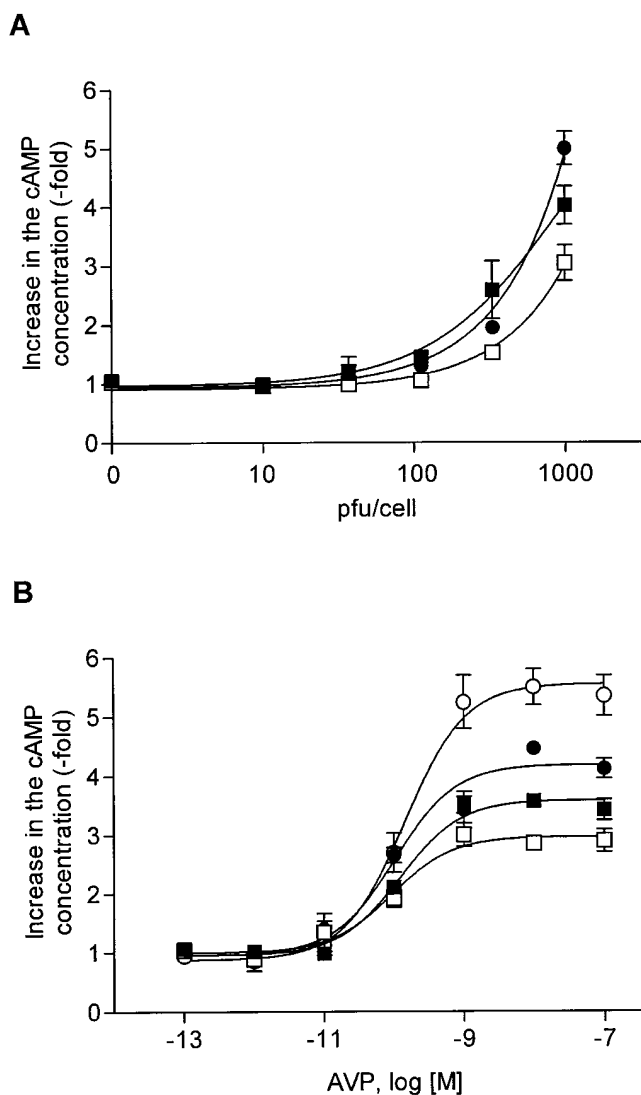 A
Increase in the cAMP
concentration (-fold)
6
5
4
3
2
1
0
0 10 100 1000
pfu/cell
B
Increase in the cAMP
concentration (-fold)
6
5
4
3
2
1
0
-13 -11 -9 -7
AVP, log [M]